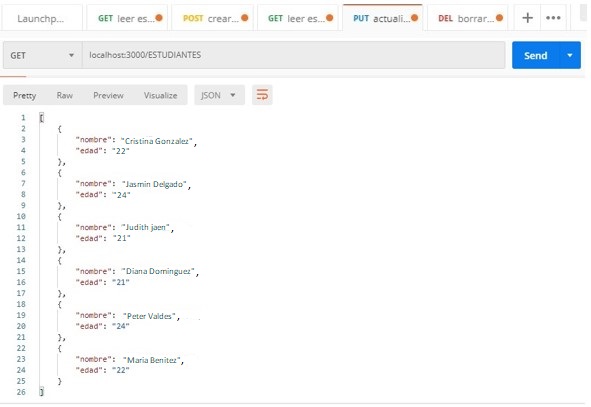 Launchp... GET leer es... POST crear... GET leer es... PUT actuali... DEL borrar... + •••
GET localhost:3000/ESTUDIANTES Send
Pretty Raw Preview Visualize JSON
1 [
2 {
3 "nombre": "Cristina Gonzalez",
4 "edad": "22"
5 },
6 {
7 "nombre": "Jasmin Delgado",
8 "edad": "24"
9 },
10 {
11 "nombre": "Judith jaen",
12 "edad": "21"
13 },
14 {
15 "nombre": "Diana Dominguez",
16 "edad": "21"
17 },
18 {
19 "nombre": "Peter Valdes",
20 "edad": "24"
21 },
22 {
23 "nombre": "Maria Benitez",
24 "edad": "22"
25 }
26 ]